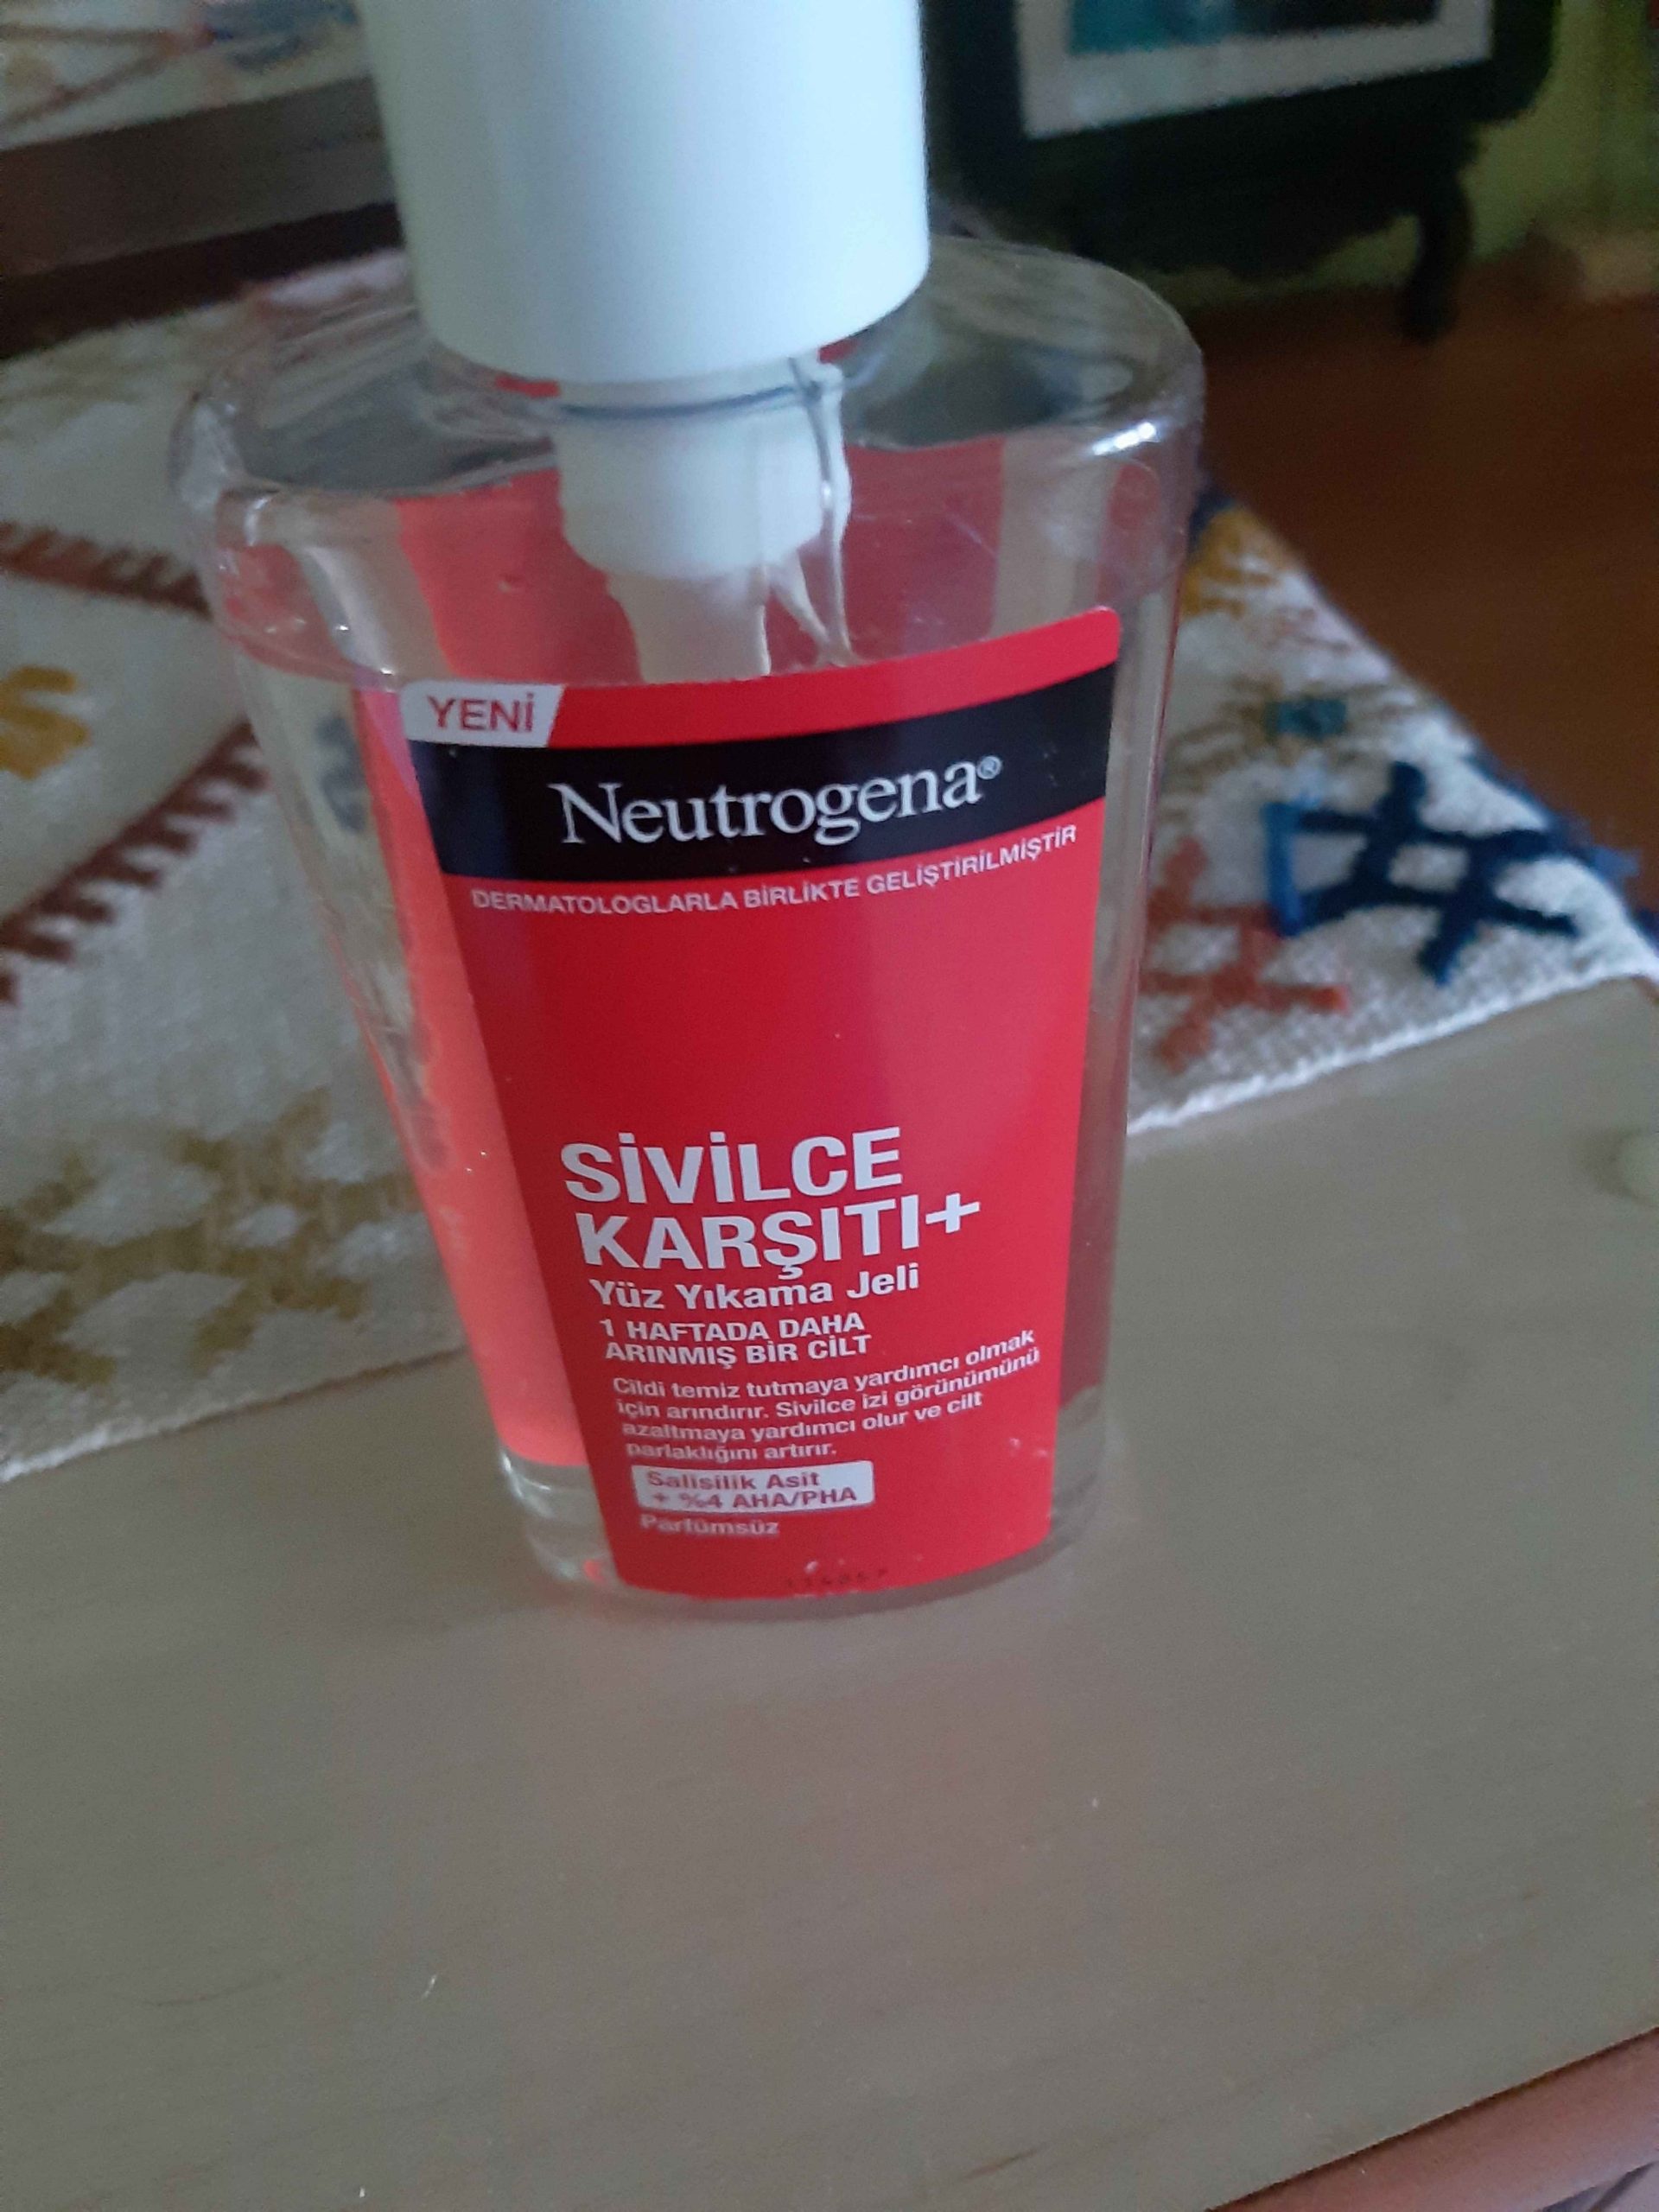 YENİ
Neutrogena®
DERMATOLOGLARLA BİRLİKTE GELİŞTİRİLMİŞTİR
SİVİLCE
KARŞITI+
Yüz Yıkama Jeli
1 HAFTADA DAHA
ARINMIŞ BİR CİLT
Cildi temiz tutmaya yardımcı olmak
için arındırır. Sivilce izi görünümünü
azaltmaya yardımcı olur ve cilt
parlaklığını artırır.
Salisilik Asit
+ %4 AHA/PHA
Parfümsüz